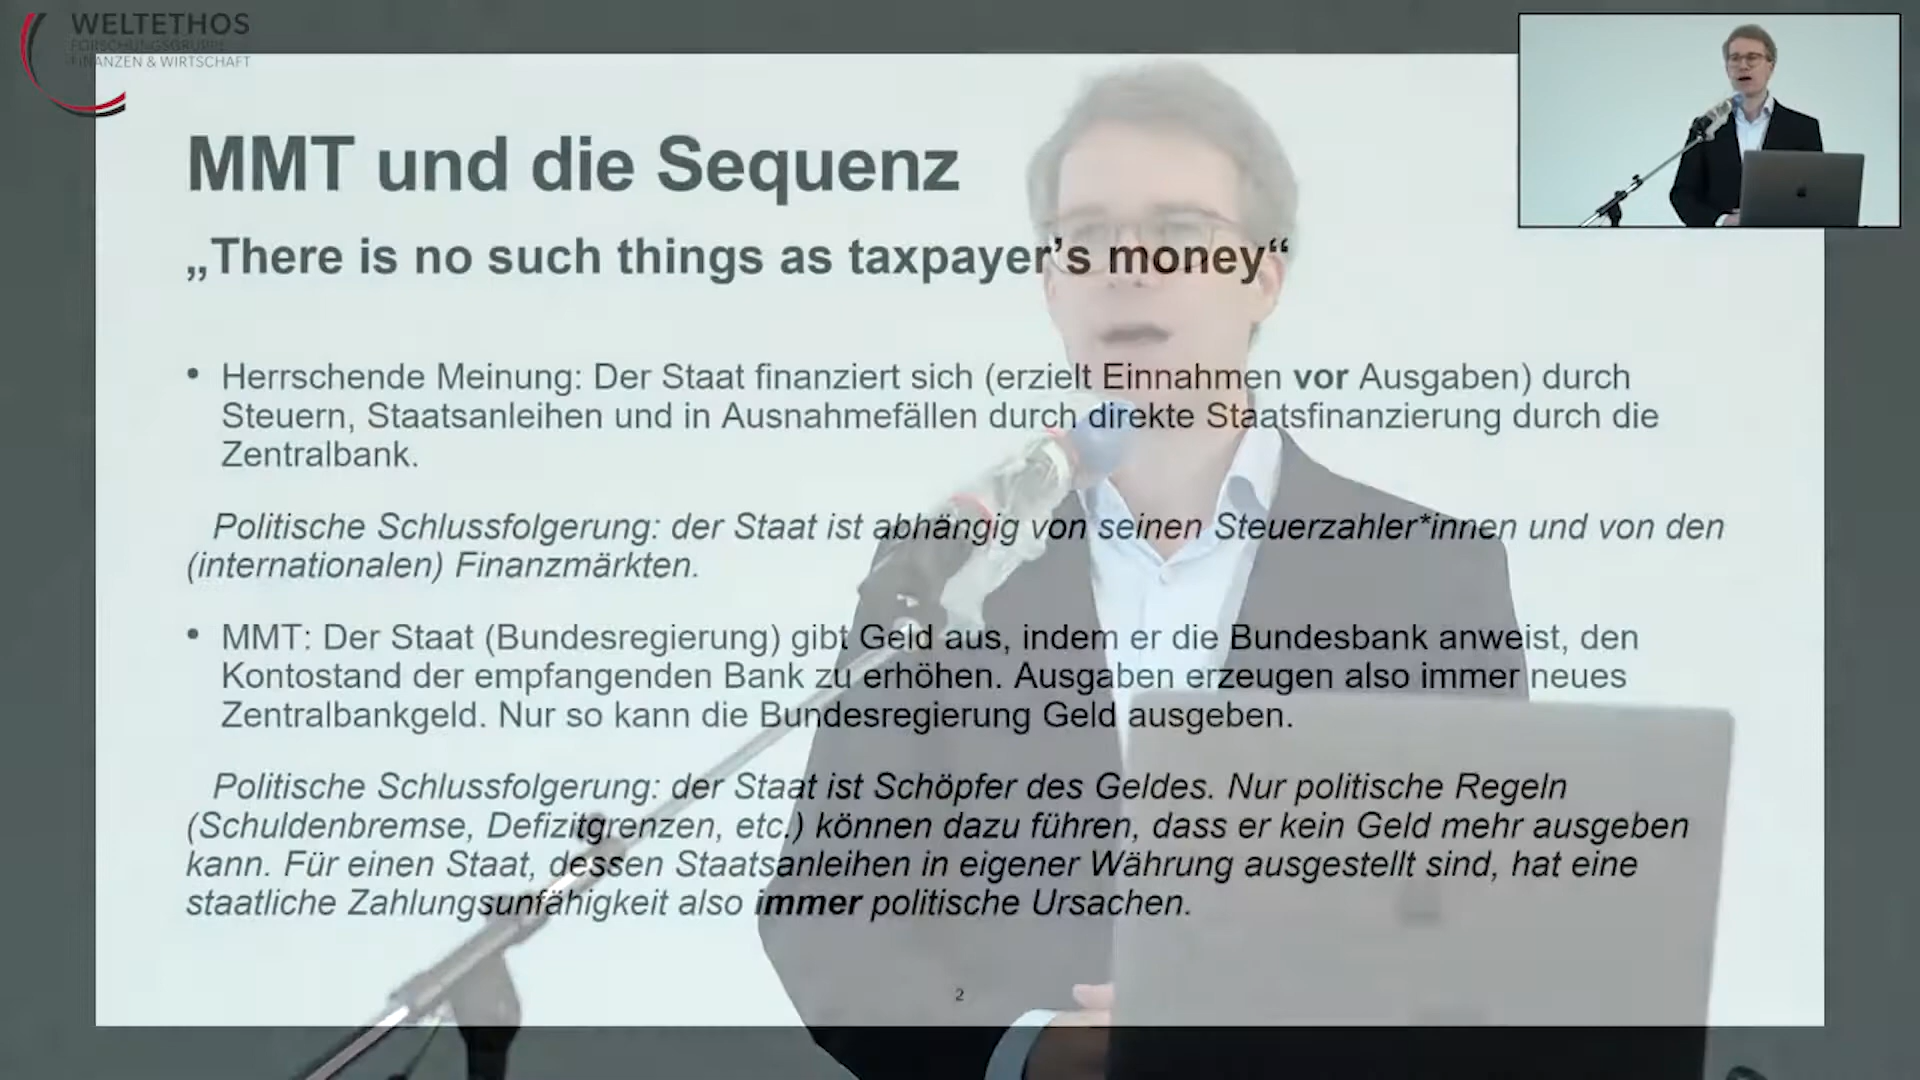 WELTETHOS
FORSCHUNGSGRUPPE
FINANZEN & WIRTSCHAFT
MMT und die Sequenz
„There is no such things as taxpayer’s money“
• Herrschende Meinung: Der Staat finanziert sich (erzielt Einnahmen vor Ausgaben) durch
Steuern, Staatsanleihen und in Ausnahmefällen durch direkte Staatsfinanzierung durch die
Zentralbank.
Politische Schlussfolgerung: der Staat ist abhängig von seinen Steuerzahler*innen und von den
(internationalen) Finanzmärkten.
• MMT: Der Staat (Bundesregierung) gibt Geld aus, indem er die Bundesbank anweist, den
Kontostand der empfangenden Bank zu erhöhen. Ausgaben erzeugen also immer neues
Zentralbankgeld. Nur so kann die Bundesregierung Geld ausgeben.
Politische Schlussfolgerung: der Staat ist Schöpfer des Geldes. Nur politische Regeln
(Schuldenbremse, Defizitgrenzen, etc.) können dazu führen, dass er kein Geld mehr ausgeben
kann. Für einen Staat, dessen Staatsanleihen in eigener Währung ausgestellt sind, hat eine
staatliche Zahlungsunfähigkeit also immer politische Ursachen.
2